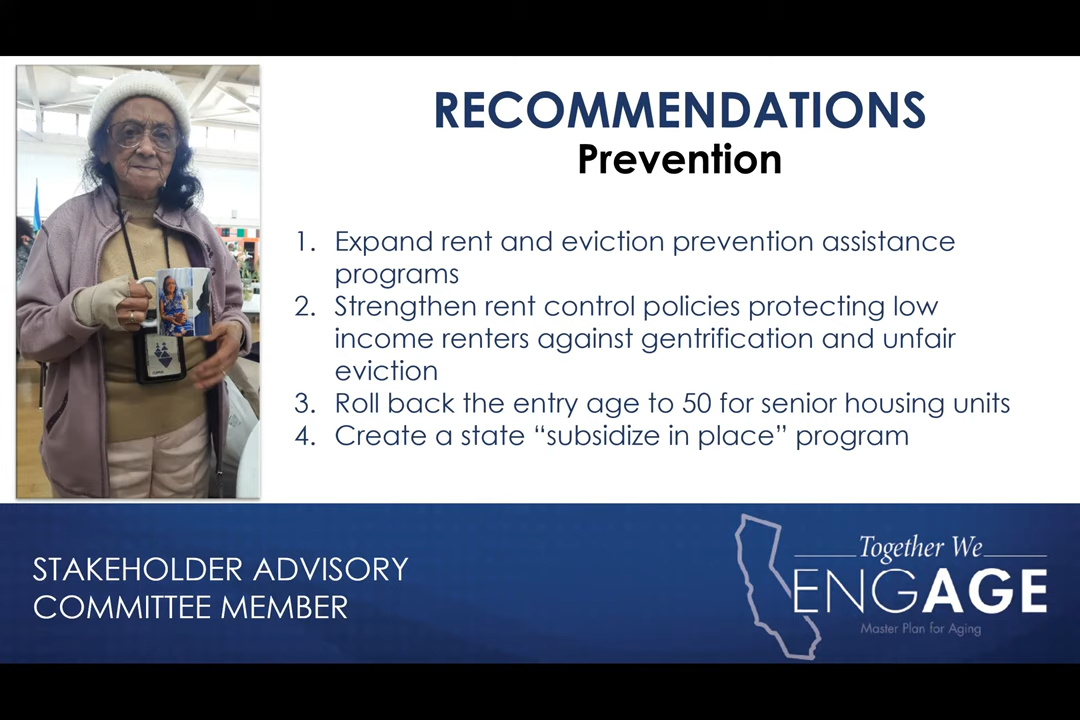 RECOMMENDATIONS
Prevention
1. Expand rent and eviction prevention assistance
programs
2. Strengthen rent control policies protecting low
income renters against gentrification and unfair
eviction
3. Roll back the entry age to 50 for senior housing units
4. Create a state “subsidize in place” program
STAKEHOLDER ADVISORY
COMMITTEE MEMBER
Together We
ENGAGE
Master Plan for Aging